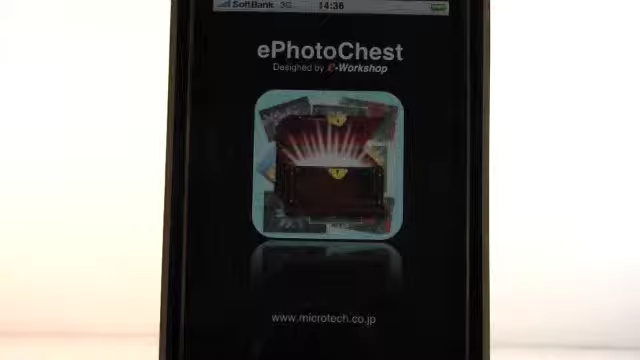 SoftBank 3G 14:36
ePhotoChest
Designed by e-Workshop
www.microtech.co.jp